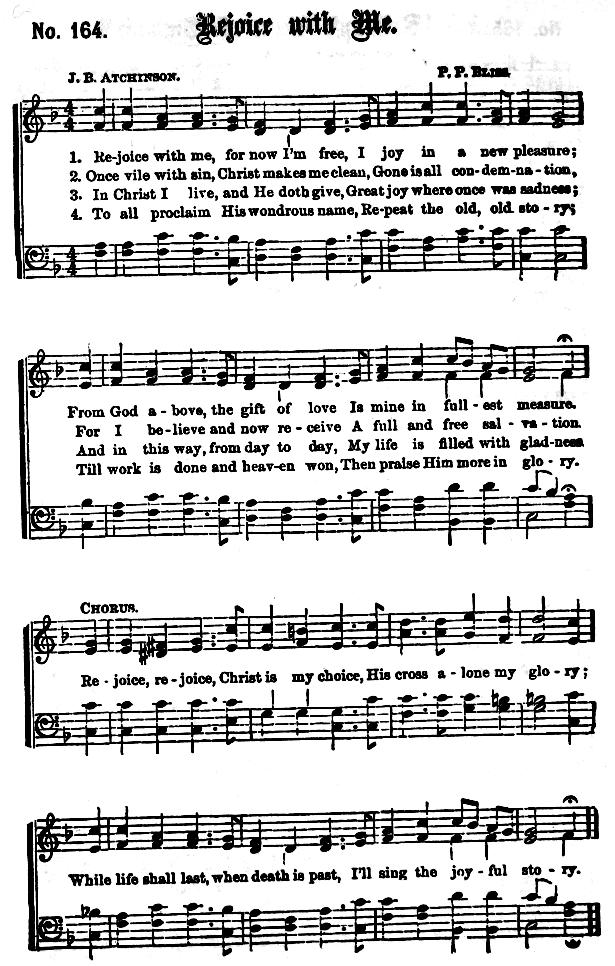 No. 164. Rejoice with Me.
J. B. ATCHINSON. P. P. BLISS.
4 4
1. Re-joice with me, for now I'm free, I joy in a new pleasure;
2. Once vile with sin, Christ makes me clean, Gone is all con-dem-na-tion,
3. In Christ I live, and He doth give, Great joy where once was sadness;
4. To all proclaim His wondrous name, Re-peat the old, old sto-ry;
4 4
From God a-bove, the gift of love Is mine in full-est measure.
For I be-lieve and now re-ceive A full and free sal-va-tion.
And in this way, from day to day, My life is filled with glad-ness
Till work is done and heav-en won, Then praise Him more in glo-ry.
CHORUS.
Re-joice, re-joice, Christ is my choice, His cross a-lone my glo-ry;
While life shall last, when death is past, I'll sing the joy-ful sto-ry.